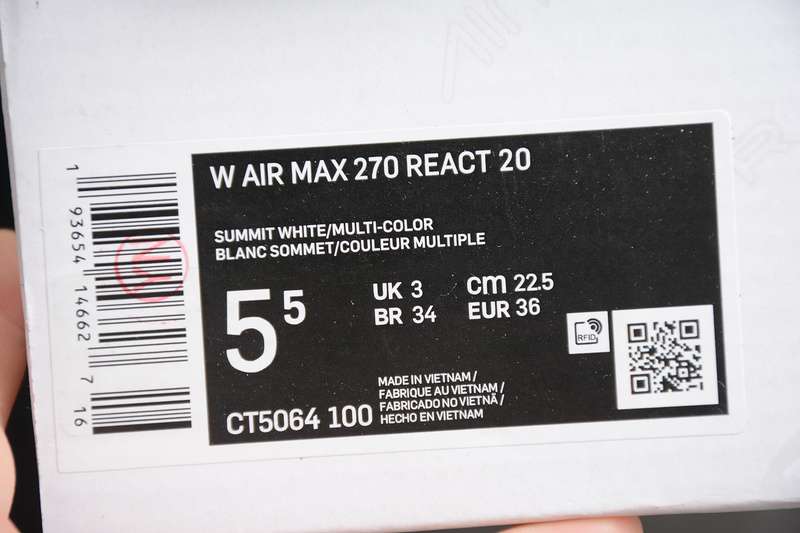 W AIR MAX 270 REACT 20
SUMMIT WHITE/MULTI-COLOR
BLANC SOMMET/COULEUR MULTIPLE
5 5
UK 3
cm 22.5
BR 34
EUR 36
RFID
MADE IN VIETNAM /
FABRIQUE AU VIETNAM /
FABRICADO NO VIETNÃ /
HECHO EN VIETNAM
CT5064 100
1 93654 14662 7 16